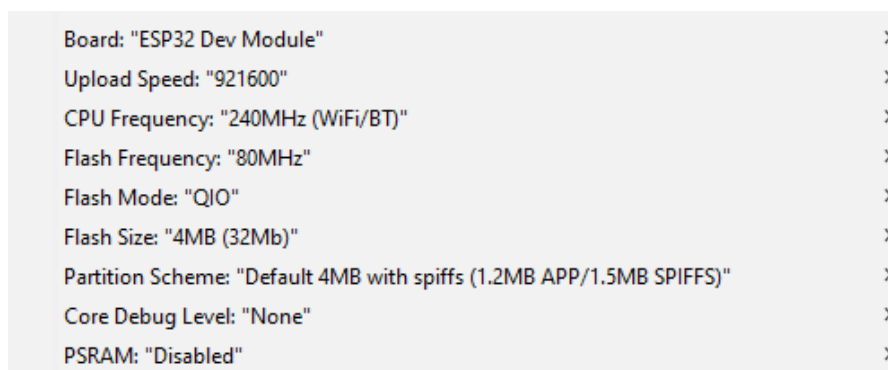 Board: "ESP32 Dev Module"
Upload Speed: "921600"
CPU Frequency: "240MHz (WiFi/BT)"
Flash Frequency: "80MHz"
Flash Mode: "QIO"
Flash Size: "4MB (32Mb)"
Partition Scheme: "Default 4MB with spiffs (1.2MB APP/1.5MB SPIFFS)"
Core Debug Level: "None"
PSRAM: "Disabled"